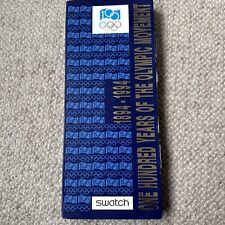 1894 - 1994
ONE HUNDRED YEARS OF THE OLYMPIC MOVEMENT
swatch